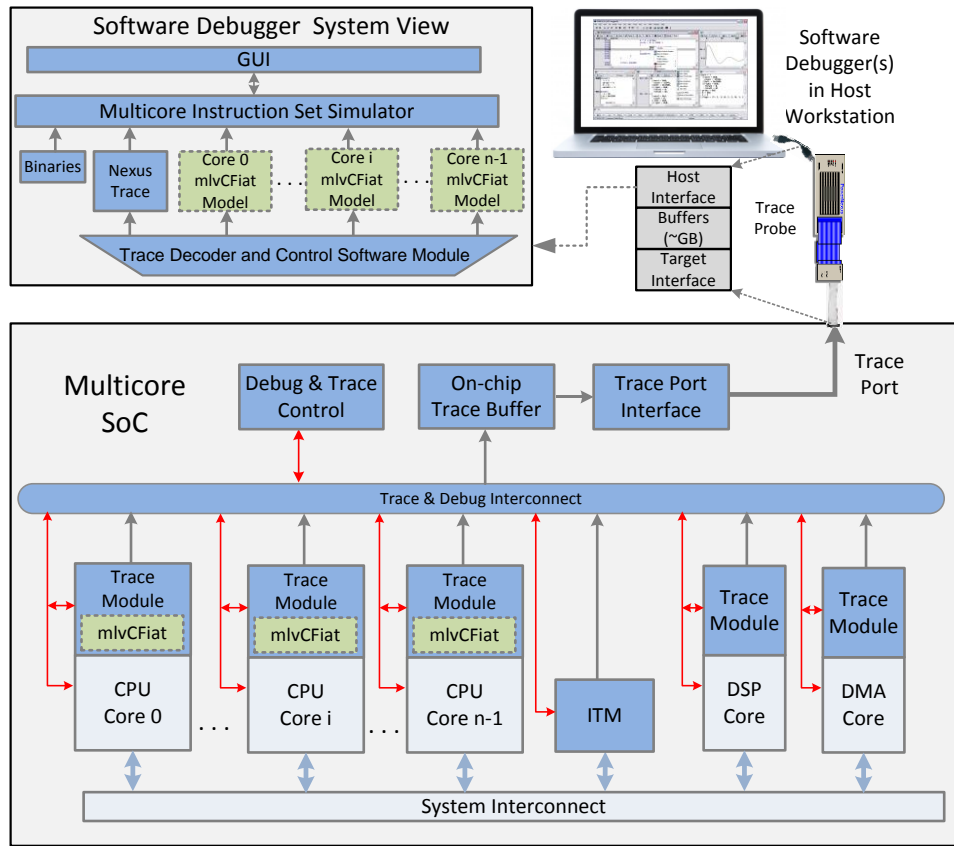 Software Debugger System View
GUI
Multicore Instruction Set Simulator
Binaries
Nexus
Trace
Core 0
mlvCFiat
Model
. . .
Core i
mlvCFiat
Model
. . .
Core n-1
mlvCFiat
Model
Trace Decoder and Control Software Module
Software
Debugger(s)
in Host
Workstation
Host
Interface
Buffers
(~GB)
Target
Interface
Trace
Probe
Multicore
SoC
Debug & Trace
Control
On-chip
Trace Buffer
Trace Port
Interface
Trace
Port
Trace & Debug Interconnect
Trace
Module
mlvCFiat
CPU
Core 0
. . .
Trace
Module
mlvCFiat
CPU
Core i
. . .
Trace
Module
mlvCFiat
CPU
Core n-1
ITM
Trace
Module
DSP
Core
Trace
Module
DMA
Core
System Interconnect